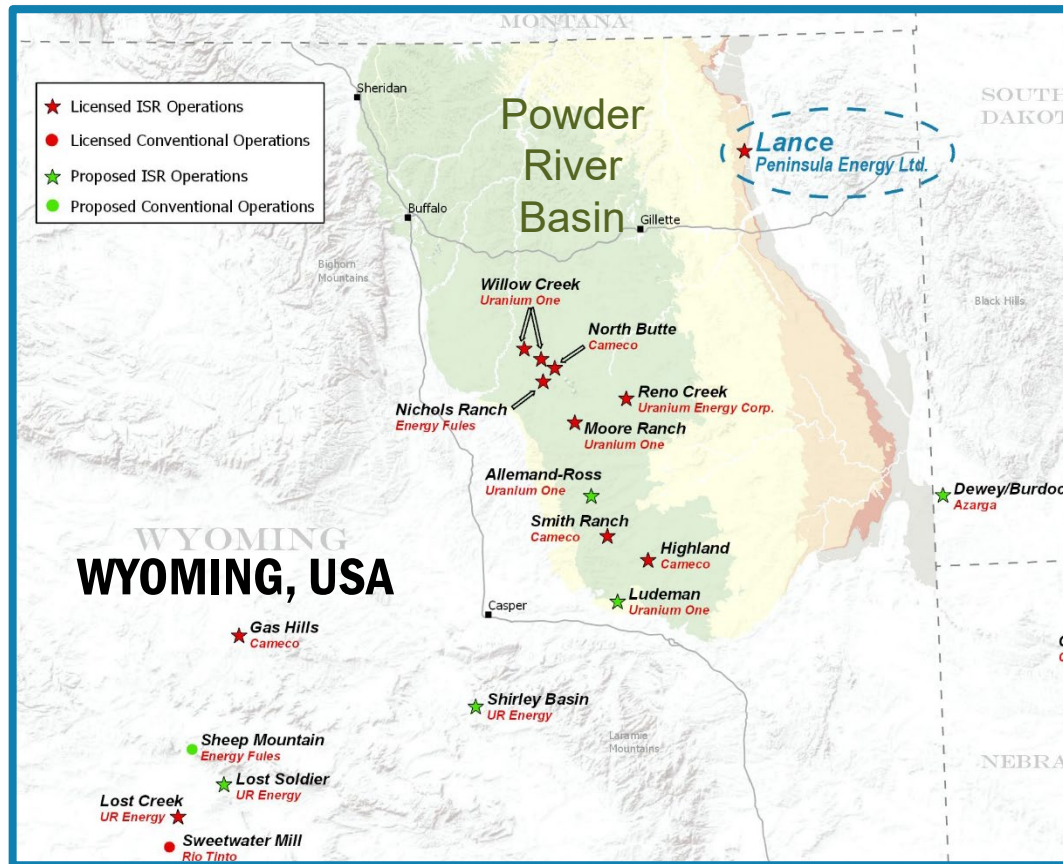 MONTANA
Sheridan
Licensed ISR Operations
Licensed Conventional Operations
Proposed ISR Operations
Proposed Conventional Operations
Powder
River
Basin
SOUTH
DAKOT
Lance
Peninsula Energy Ltd.
Buffalo
Gillette
Bighorn
Mountains
Black Hills
Willow Creek
Uranium One
North Butte
Cameco
Nichols Ranch
Energy Fules
Reno Creek
Uranium Energy Corp.
Moore Ranch
Uranium One
Allemand-Ross
Uranium One
Dewey/Burdoc
Azarga
Smith Ranch
Cameco
Highland
Cameco
WYOMING
WYOMING, USA
Ludeman
Uranium One
Casper
Gas Hills
Cameco
Shirley Basin
UR Energy
Laramie
Mountains
Sheep Mountain
Energy Fules
NEBRA
Lost Soldier
UR Energy
Lost Creek
UR Energy
Sweetwater Mill
Rio Tinto